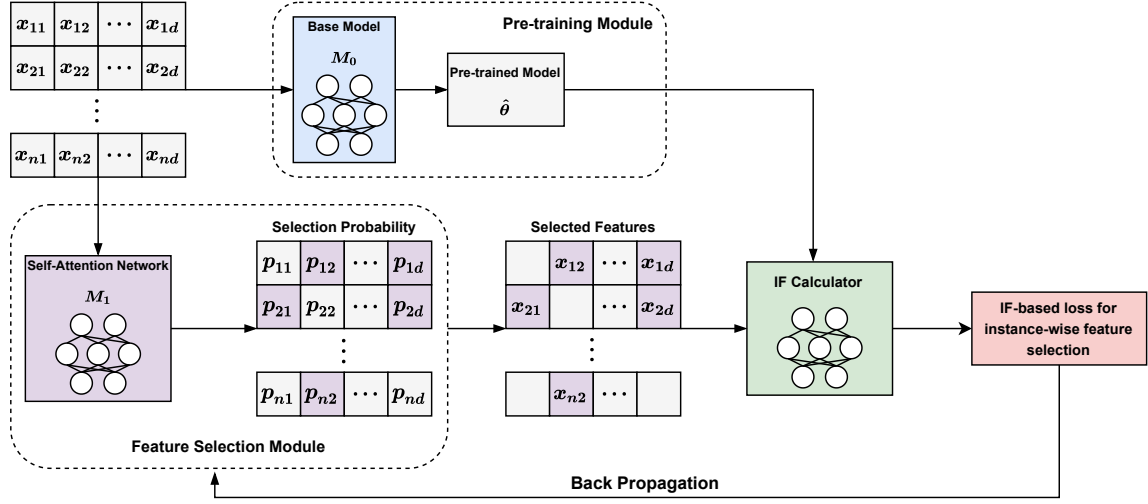 x11 x12 ··· x1d
x21 x22 ··· x2d
⋮
xn1 xn2 ··· xnd
Base Model
M0
Pre-training Module
Pre-trained Model
θ̂
Self-Attention Network
M1
Selection Probability
p11 p12 ··· p1d
p21 p22 ··· p2d
⋮
pn1 pn2 ··· pnd
Feature Selection Module
Selected Features
x12 ··· x1d
x21 ··· x2d
⋮
xn2 ···
IF Calculator
IF-based loss for
instance-wise feature
selection
Back Propagation